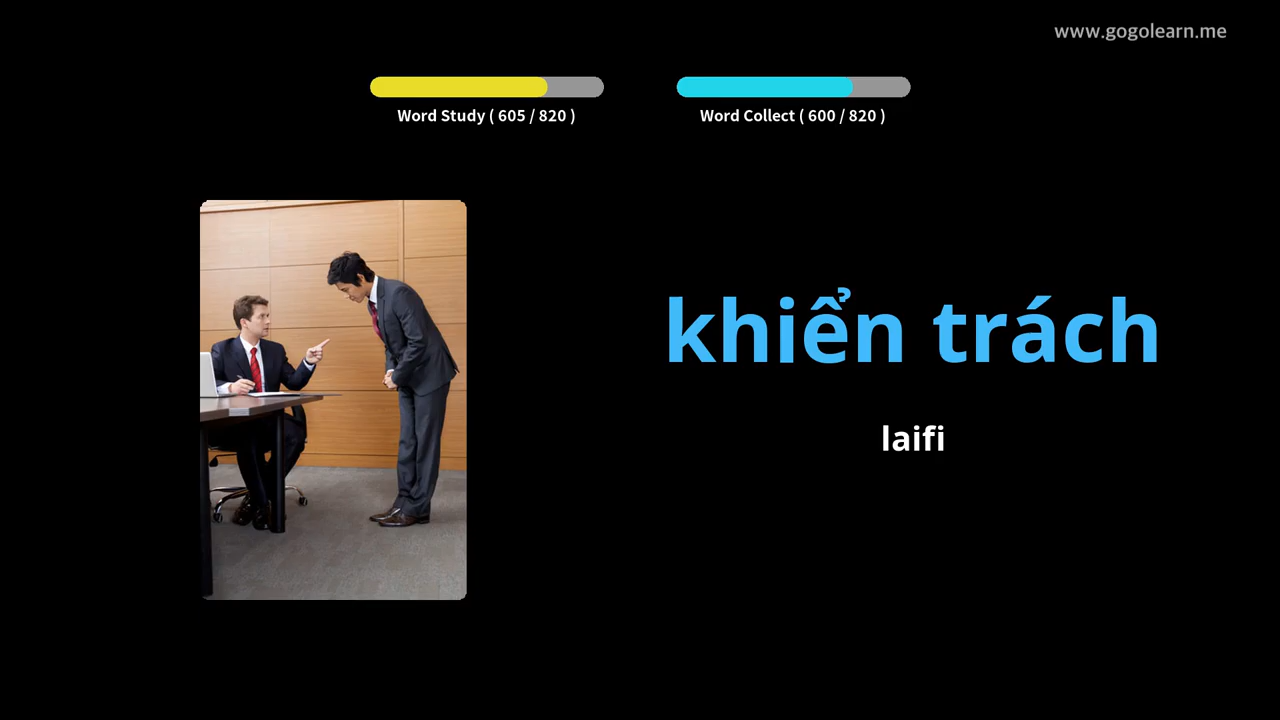 www.gogolearn.me
Word Study ( 605 / 820 )
Word Collect ( 600 / 820 )
khiển trách
laifi